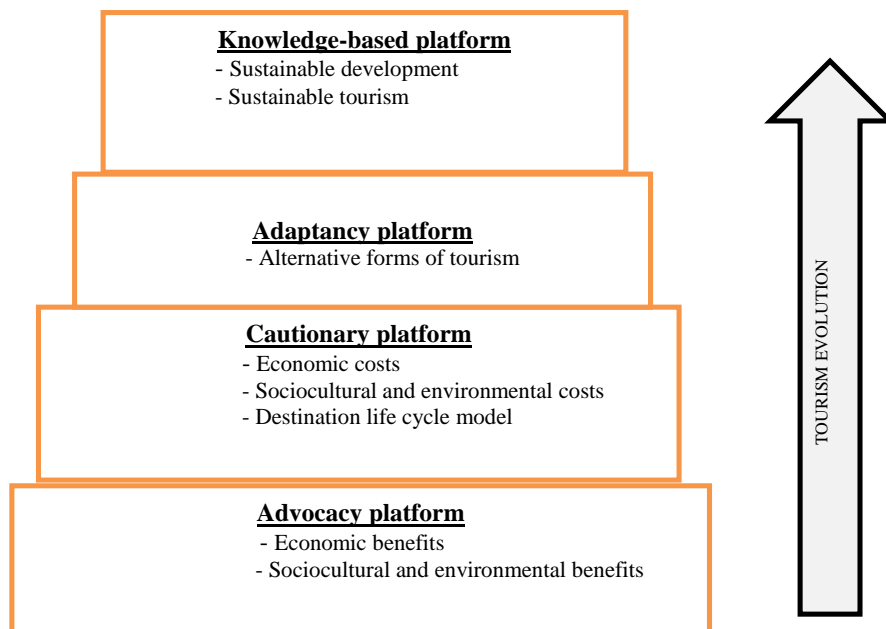 Knowledge-based platform
- Sustainable development
- Sustainable tourism
Adaptancy platform
- Alternative forms of tourism
Cautionary platform
- Economic costs
- Sociocultural and environmental costs
- Destination life cycle model
Advocacy platform
- Economic benefits
- Sociocultural and environmental benefits
TOURISM EVOLUTION